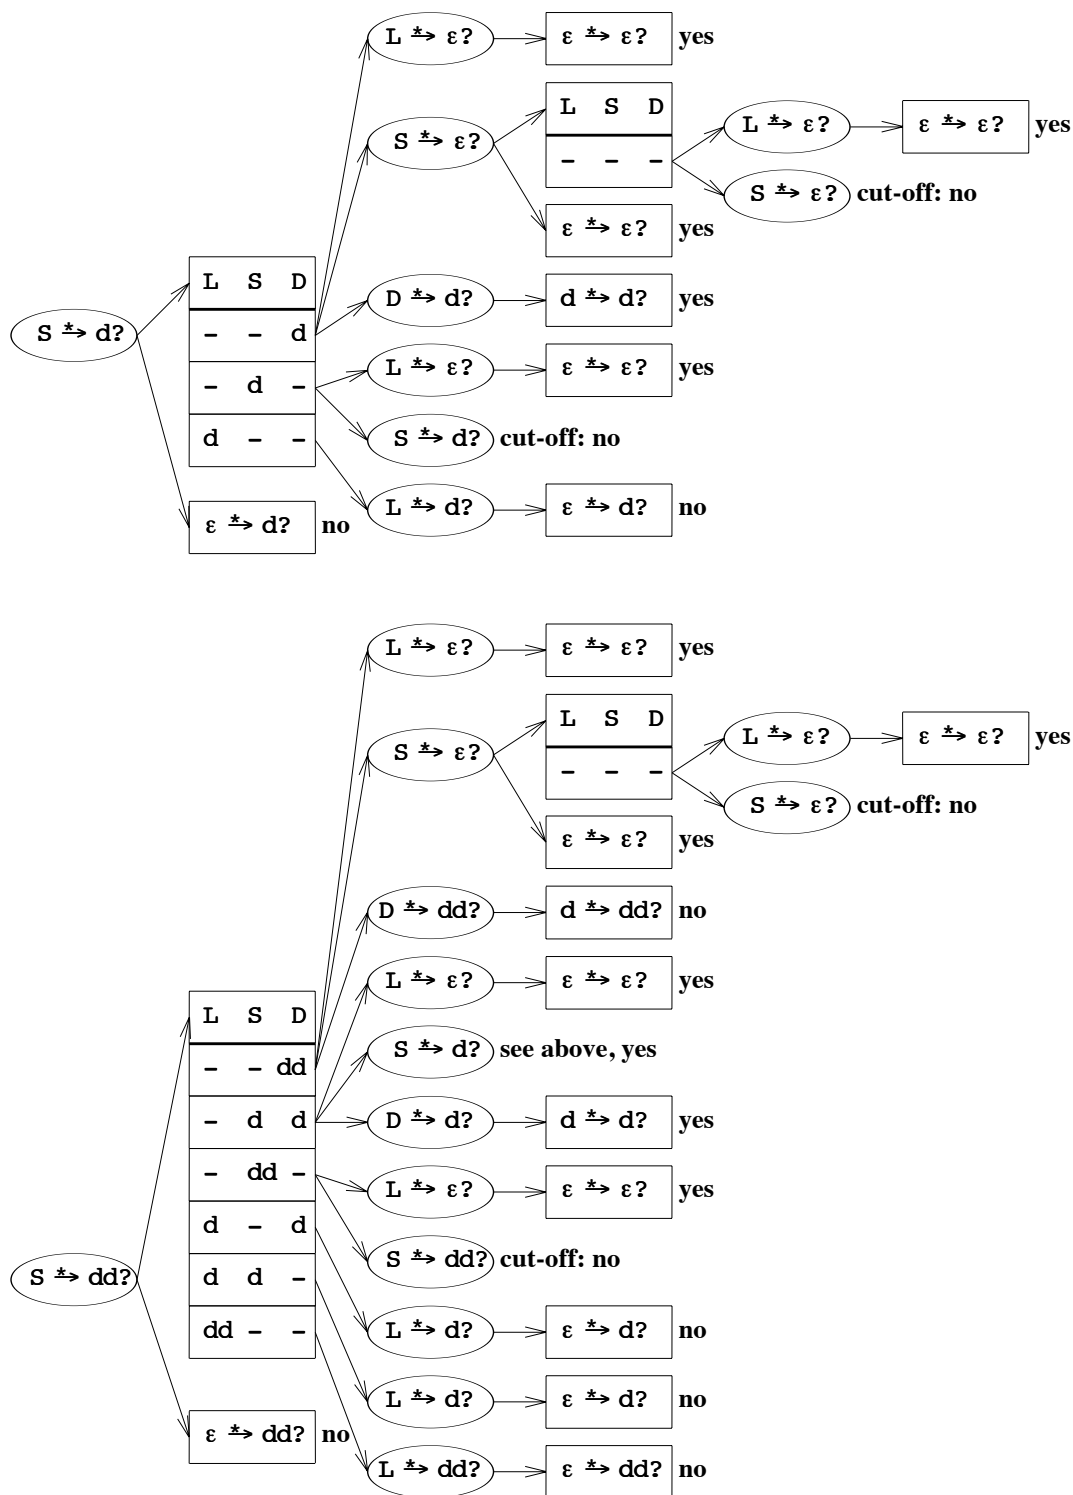 L *→ ε? ε *→ ε? yes
L S D
L *→ ε? ε *→ ε? yes
S *→ ε?
- - -
S *→ ε? cut-off: no
ε *→ ε? yes
L S D
D *→ d? d *→ d? yes
S *→ d?
- - d
L *→ ε? ε *→ ε? yes
- d -
S *→ d? cut-off: no
d - -
L *→ d? ε *→ d? no
ε *→ d? no
L *→ ε? ε *→ ε? yes
L S D
L *→ ε? ε *→ ε? yes
S *→ ε?
- - -
S *→ ε? cut-off: no
ε *→ ε? yes
D *→ dd? d *→ dd? no
L *→ ε? ε *→ ε? yes
L S D
S *→ d? see above, yes
- - dd
- d d
D *→ d? d *→ d? yes
- dd -
L *→ ε? ε *→ ε? yes
d - d
S *→ dd? cut-off: no
S *→ dd?
d d -
dd - -
L *→ d? ε *→ d? no
L *→ d? ε *→ d? no
ε *→ dd? no
L *→ dd? ε *→ dd? no